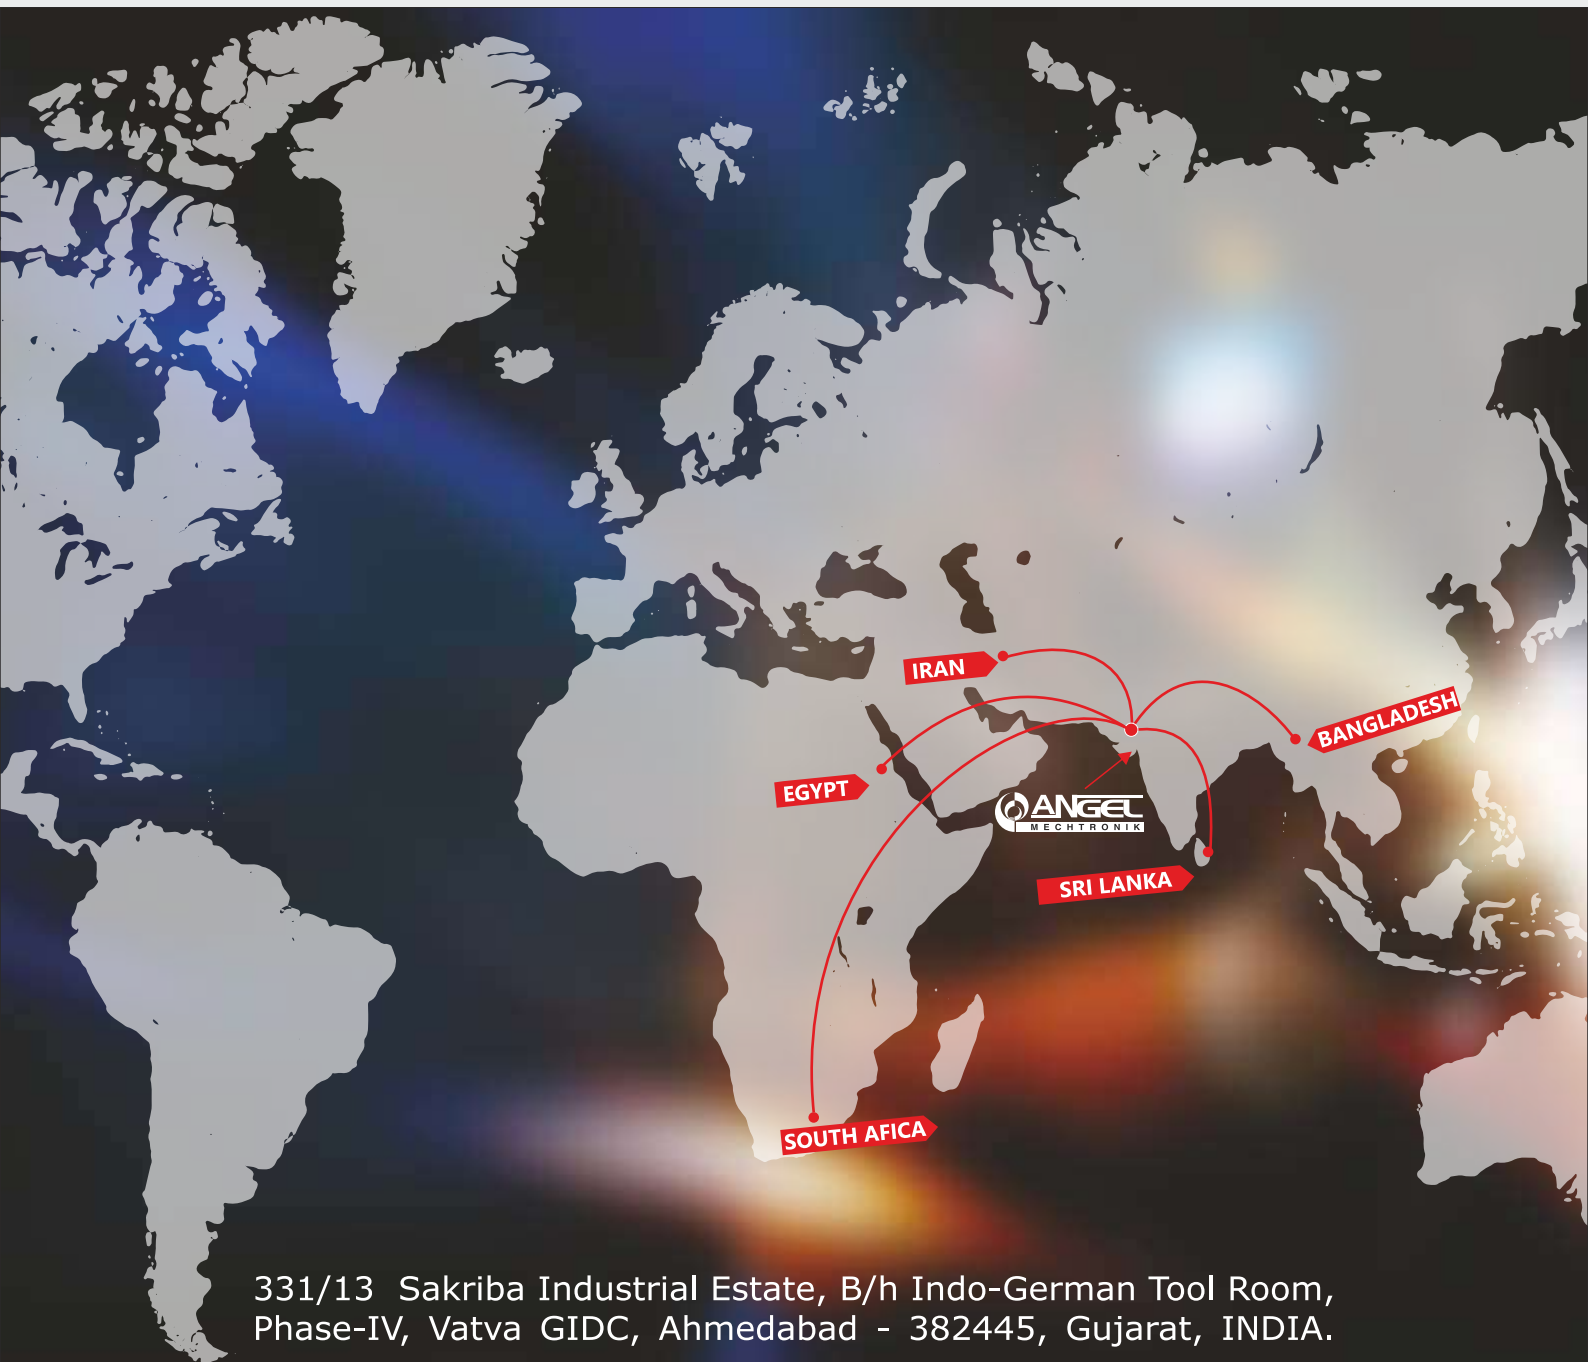 IRAN
BANGLADESH
EGYPT
ANGEL
MECHTRONIK
SRI LANKA
SOUTH AFICA
331/13 Sakriba Industrial Estate, B/h Indo-German Tool Room,
Phase-IV, Vatva GIDC, Ahmedabad - 382445, Gujarat, INDIA.